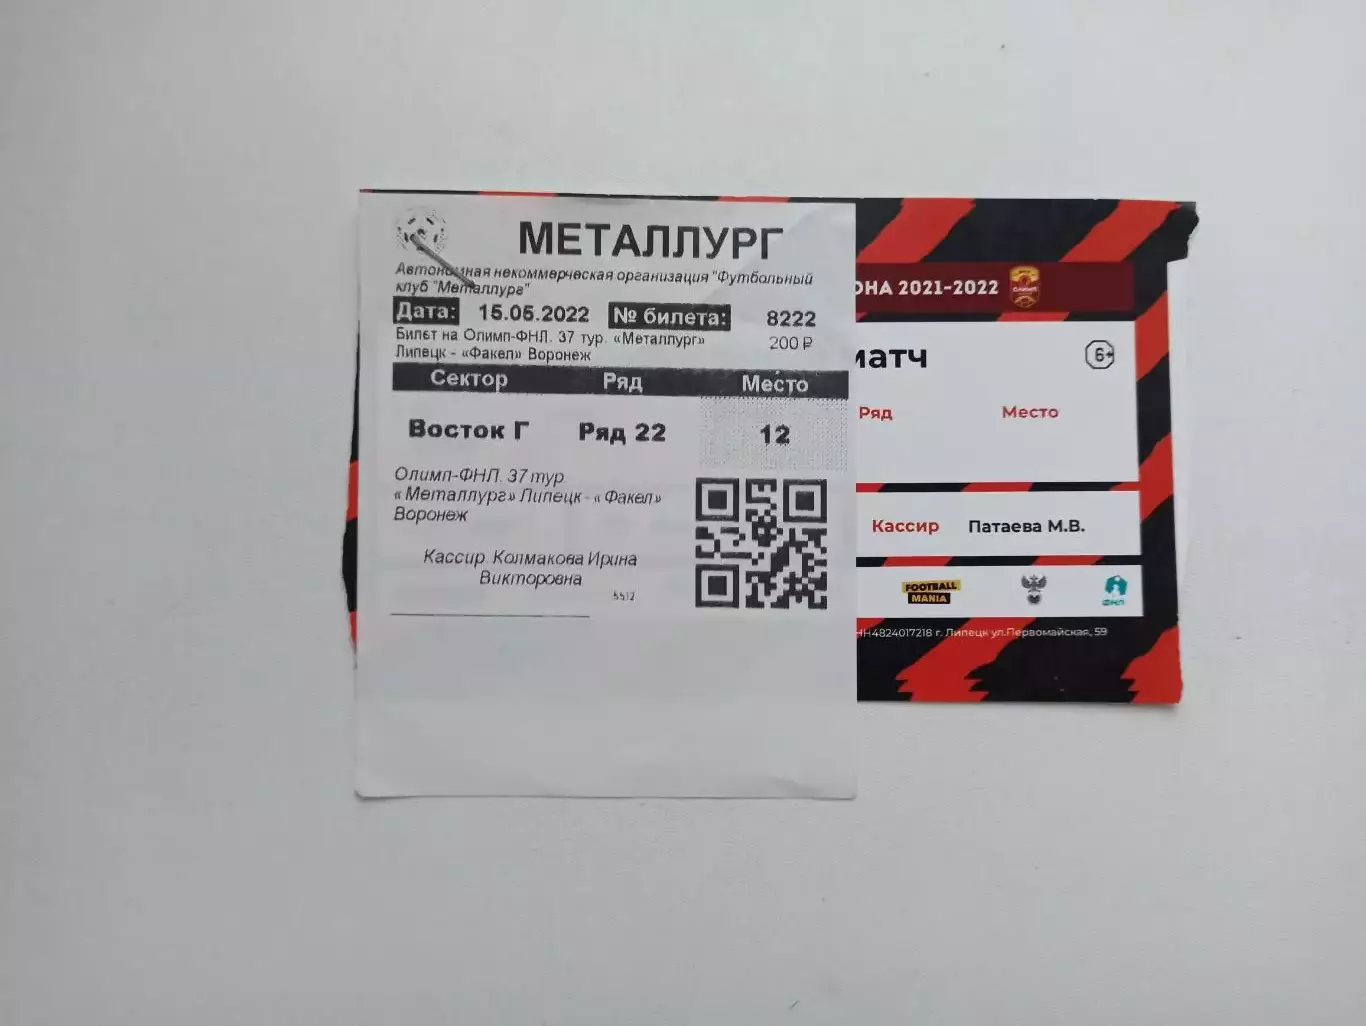 МЕТАЛЛУРГ
Автономная некоммерческая организация "Футбольный
клуб "Металлург"
Дата: 15.05.2022 № билета: 8222
Билет на Олимп-ФНЛ. 37 тур. «Металлург» 200 ₽
Липецк - «Факел» Воронеж
Сектор Ряд Место
Восток Г Ряд 22 12
Олимп-ФНЛ. 37 тур.
«Металлург» Липецк - «Факел»
Воронеж
Кассир. Колмакова Ирина
Викторовна
5512
ОНА 2021-2022
ОЛИМП
матч 6+
Ряд Место
Кассир Патаева М.В.
FOOTBALL
MANIA
ФНЛ
НН4824017218 г. Липецк ул.Первомайская, 59